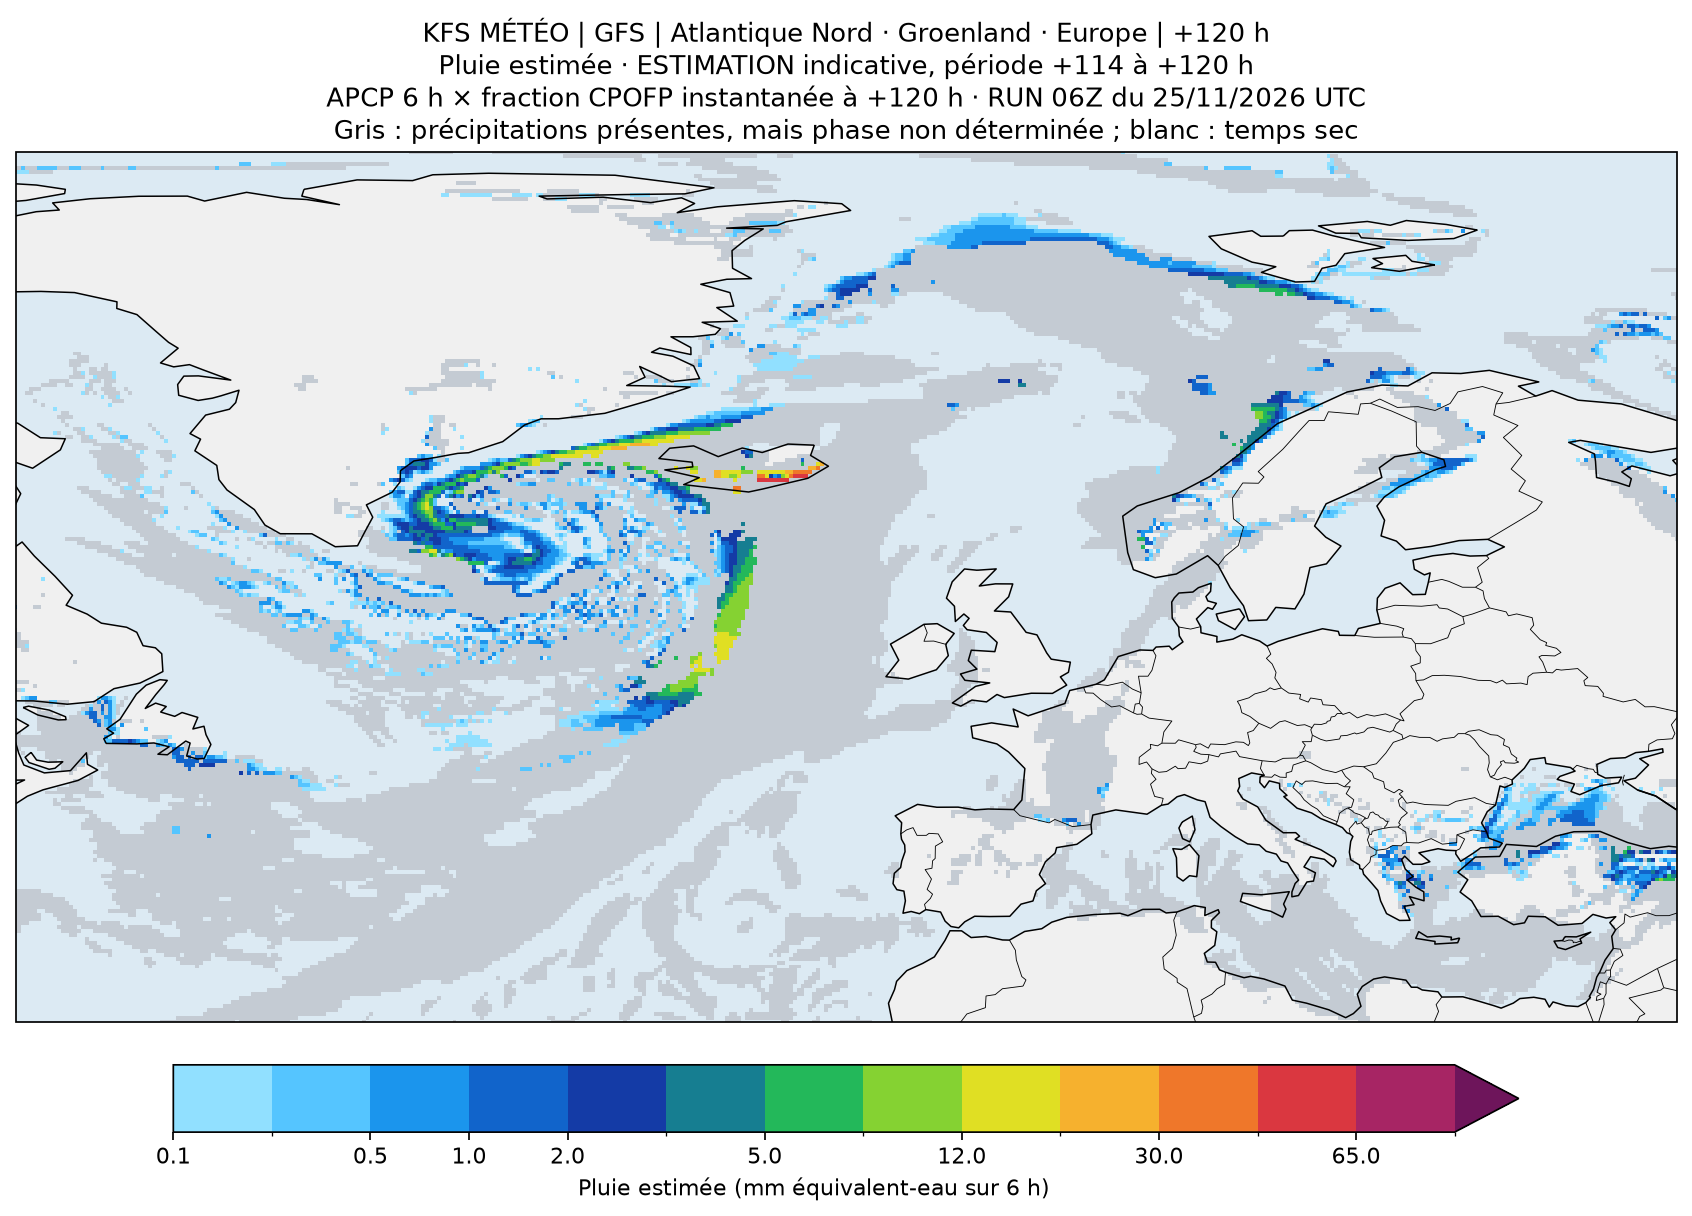 KFS MÉTÉO | GFS | Atlantique Nord · Groenland · Europe | +120 h
Pluie estimée · ESTIMATION indicative, période +114 à +120 h
APCP 6 h × fraction CPOFP instantanée à +120 h · RUN 06Z du 25/11/2026 UTC
Gris : précipitations présentes, mais phase non déterminée ; blanc : temps sec
0.1 0.5 1.0 2.0 5.0 12.0 30.0 65.0
Pluie estimée (mm équivalent-eau sur 6 h)